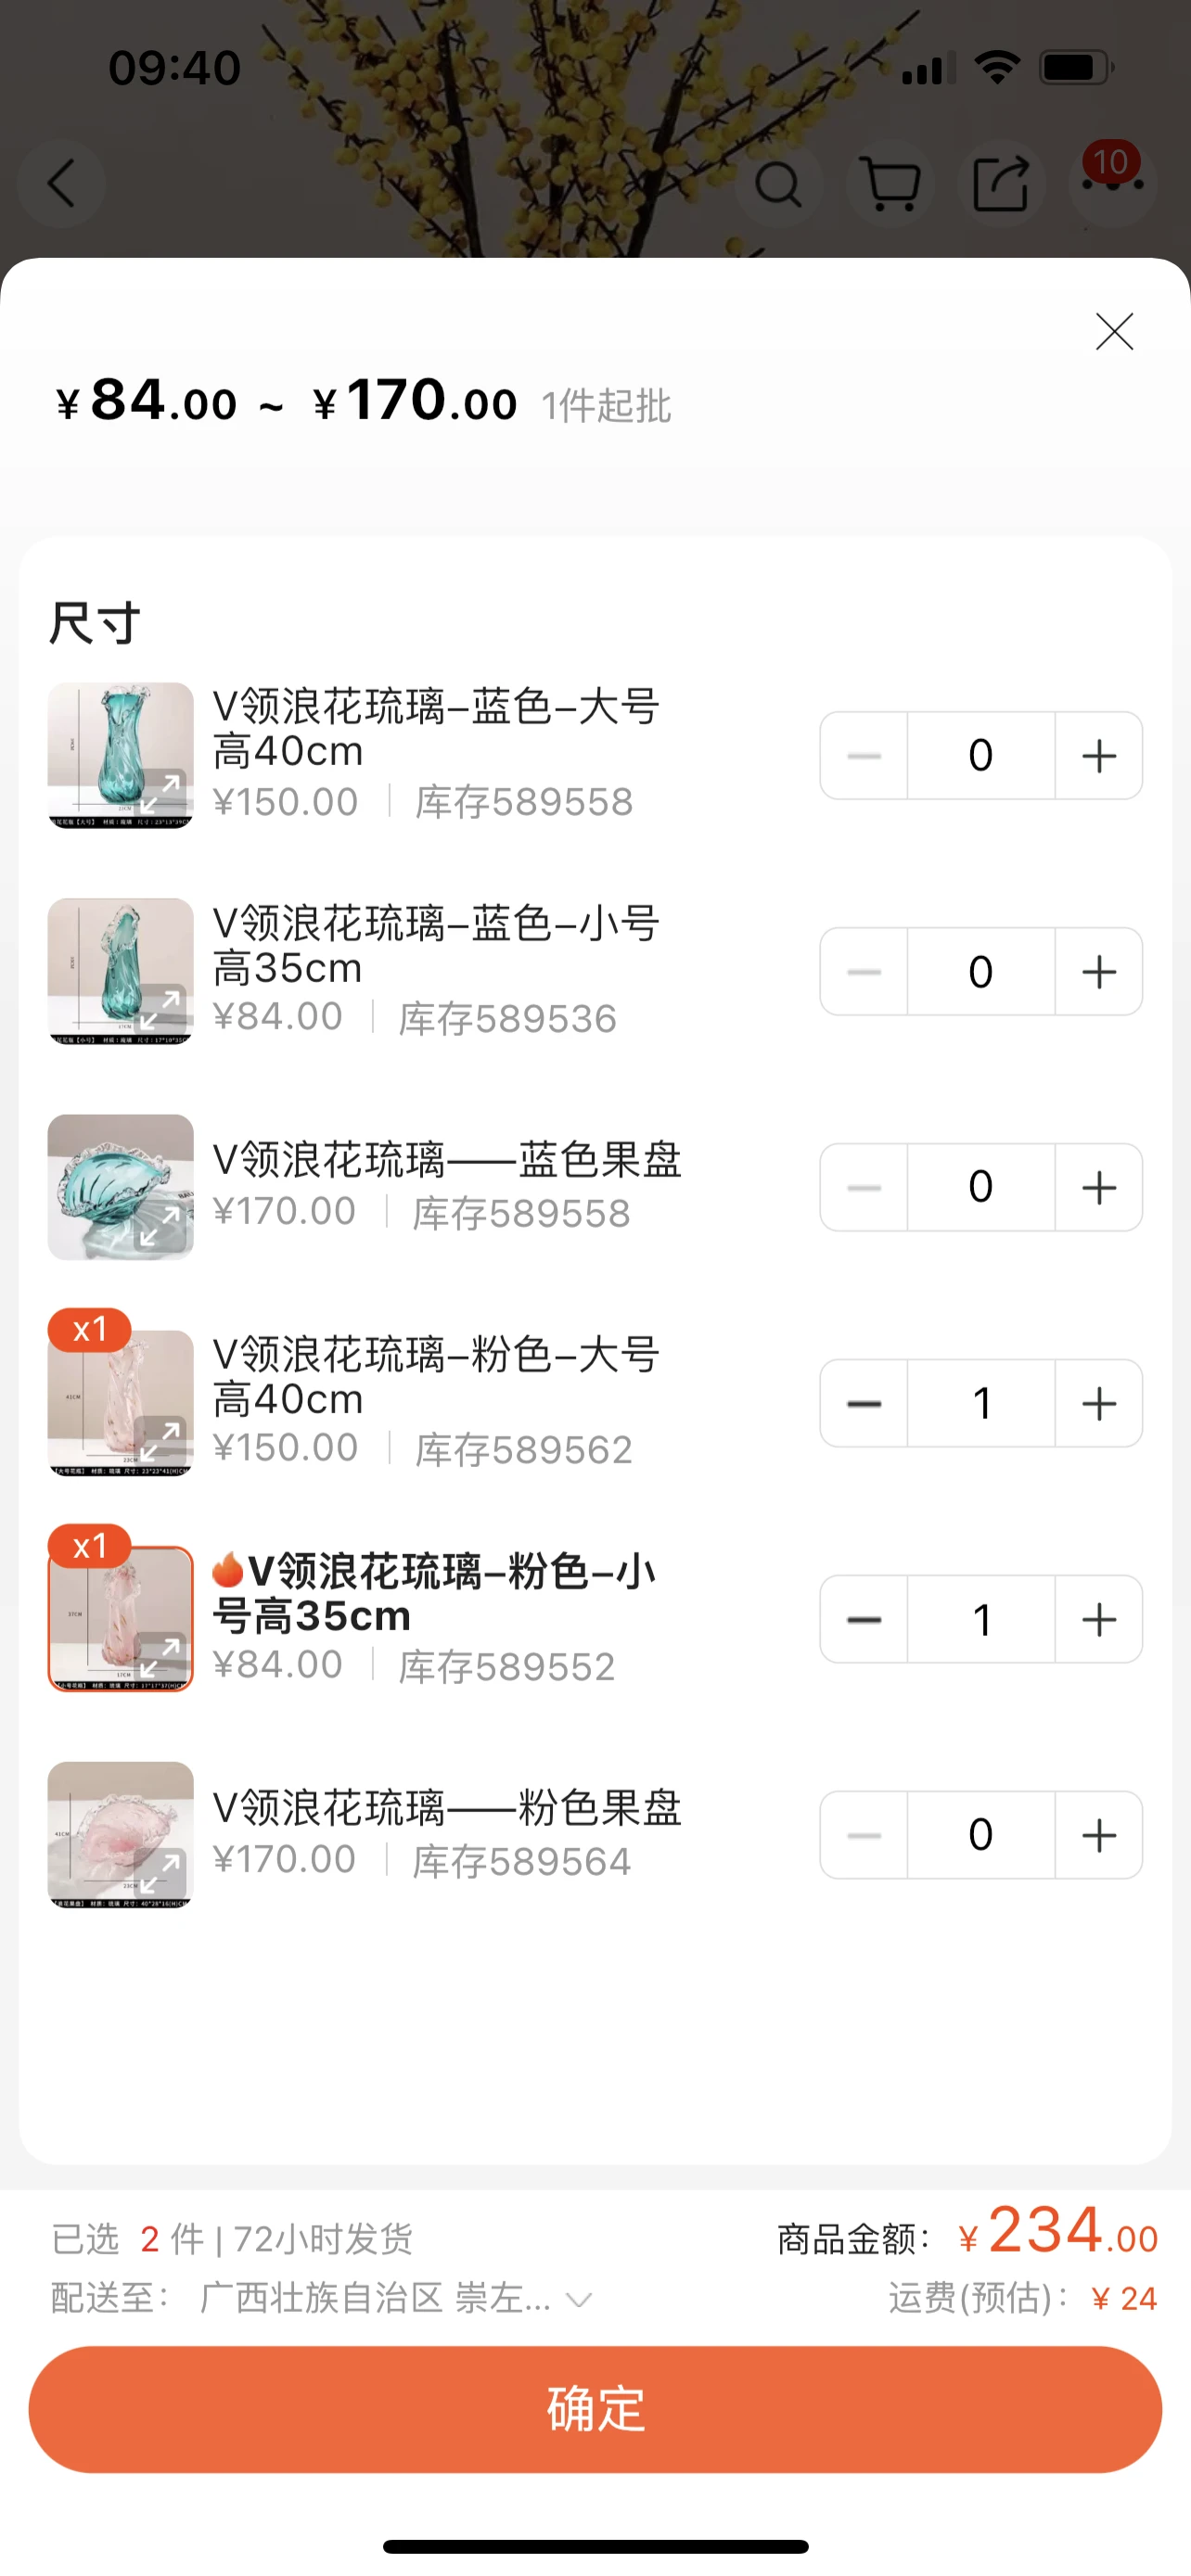 09:40
10
¥84.00 ~ ¥170.00 1件起批
尺寸
V领浪花琉璃–蓝色–大号
高40cm
¥150.00 | 库存589558
0
V领浪花琉璃–蓝色–小号
高35cm
¥84.00 | 库存589536
0
V领浪花琉璃——蓝色果盘
¥170.00 | 库存589558
0
x1
V领浪花琉璃–粉色–大号
高40cm
¥150.00 | 库存589562
1
x1
🔥V领浪花琉璃–粉色–小
号高35cm
¥84.00 | 库存589552
1
V领浪花琉璃——粉色果盘
¥170.00 | 库存589564
0
已选 2 件 | 72小时发货
商品金额: ¥234.00
配送至: 广西壮族自治区 崇左...
运费(预估): ¥ 24
确定